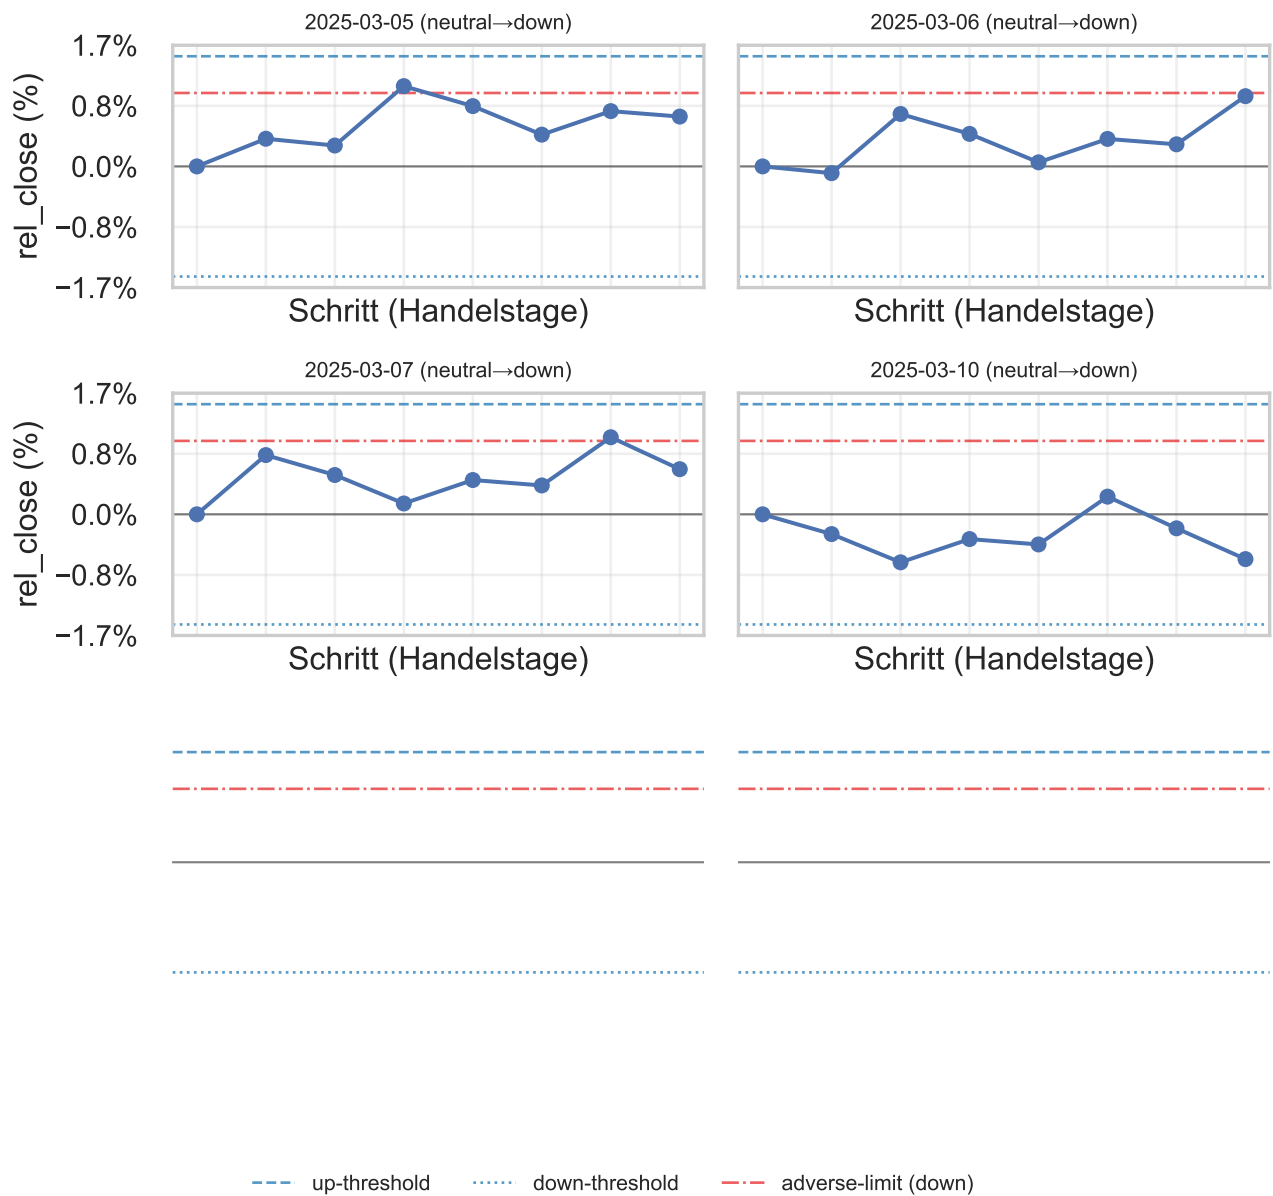 2025-03-05 (neutral→down)
2025-03-06 (neutral→down)
1.7%
0.8%
0.0%
−0.8%
−1.7%
rel_close (%)
Schritt (Handelstage)
Schritt (Handelstage)
2025-03-07 (neutral→down)
2025-03-10 (neutral→down)
1.7%
0.8%
0.0%
−0.8%
−1.7%
rel_close (%)
Schritt (Handelstage)
Schritt (Handelstage)
up-threshold
down-threshold
adverse-limit (down)